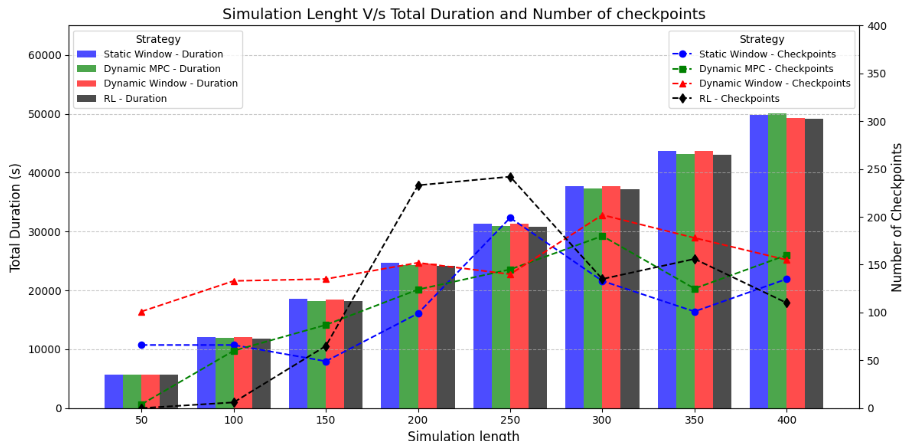 Simulation Lenght V/s Total Duration and Number of checkpoints
Strategy
Static Window - Duration
Dynamic MPC - Duration
Dynamic Window - Duration
RL - Duration
Strategy
Static Window - Checkpoints
Dynamic MPC - Checkpoints
Dynamic Window - Checkpoints
RL - Checkpoints
Total Duration (s)
60000
50000
40000
30000
20000
10000
0
400
350
300
250
200
150
100
50
0
Number of Checkpoints
50 100 150 200 250 300 350 400
Simulation length